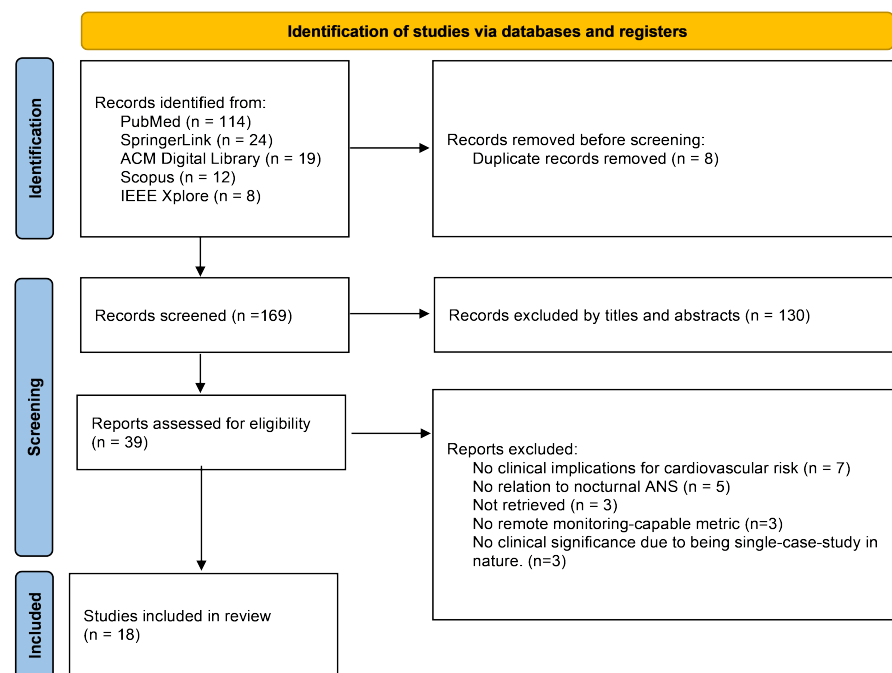 Identification of studies via databases and registers
Identification
Records identified from:
PubMed (n = 114)
SpringerLink (n = 24)
ACM Digital Library (n = 19)
Scopus (n = 12)
IEEE Xplore (n = 8)
Records removed before screening:
Duplicate records removed (n = 8)
Screening
Records screened (n =169)
Records excluded by titles and abstracts (n = 130)
Reports assessed for eligibility
(n = 39)
Reports excluded:
No clinical implications for cardiovascular risk (n = 7)
No relation to nocturnal ANS (n = 5)
Not retrieved (n = 3)
No remote monitoring-capable metric (n=3)
No clinical significance due to being single-case-study in
nature. (n=3)
Included
Studies included in review
(n = 18)